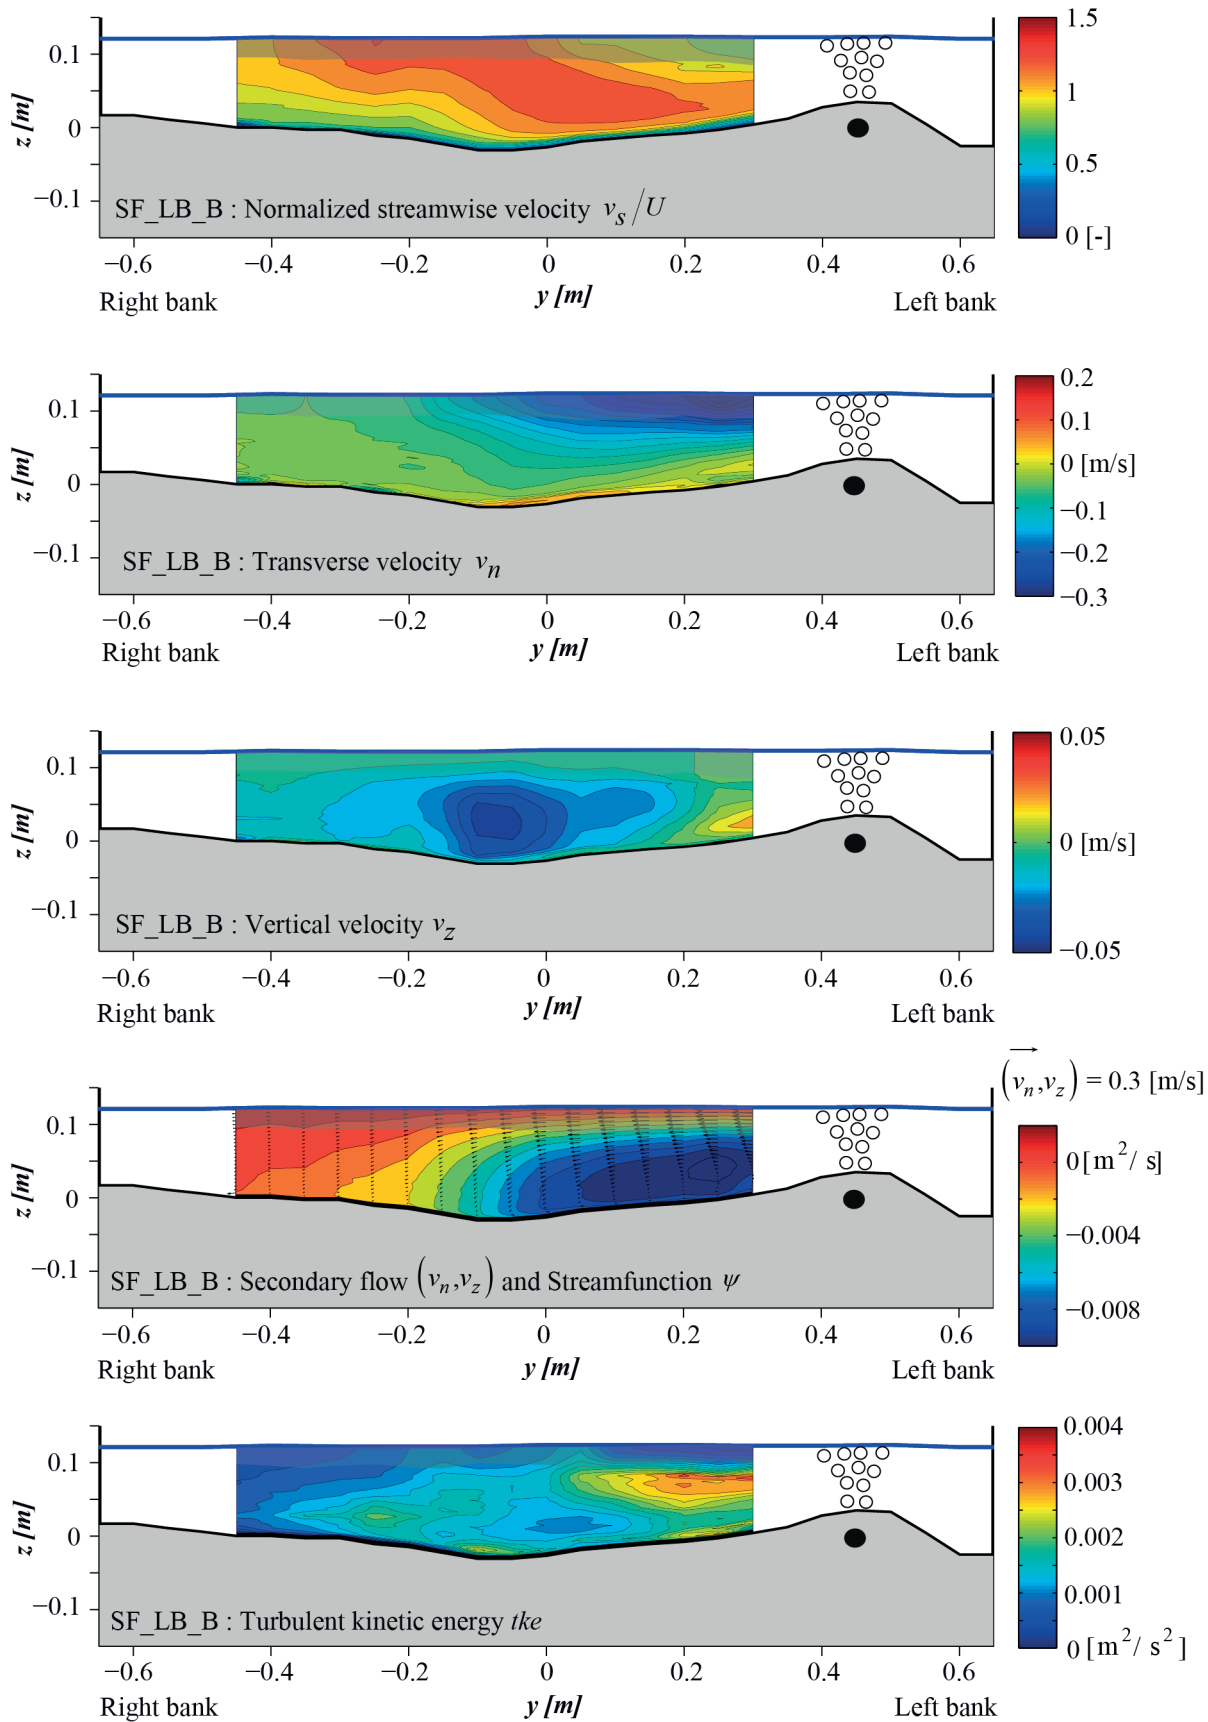 0.1
0
−0.1
z [m]
SF_LB_B : Normalized streamwise velocity v_s/U
−0.6 −0.4 −0.2 0 0.2 0.4 0.6
Right bank y [m] Left bank
1.5
1
0.5
0 [-]
0.1
0
−0.1
z [m]
SF_LB_B : Transverse velocity v_n
−0.6 −0.4 −0.2 0 0.2 0.4 0.6
Right bank y [m] Left bank
0.2
0.1
0 [m/s]
−0.1
−0.2
−0.3
0.1
0
−0.1
z [m]
SF_LB_B : Vertical velocity v_z
−0.6 −0.4 −0.2 0 0.2 0.4 0.6
Right bank y [m] Left bank
0.05
0 [m/s]
−0.05
(v_n,v_z) = 0.3 [m/s]
0.1
0
−0.1
z [m]
SF_LB_B : Secondary flow (v_n,v_z) and Streamfunction ψ
−0.6 −0.4 −0.2 0 0.2 0.4 0.6
Right bank y [m] Left bank
0 [m²/ s]
−0.004
−0.008
0.1
0
−0.1
z [m]
SF_LB_B : Turbulent kinetic energy tke
−0.6 −0.4 −0.2 0 0.2 0.4 0.6
Right bank y [m] Left bank
0.004
0.003
0.002
0.001
0 [m²/ s²]